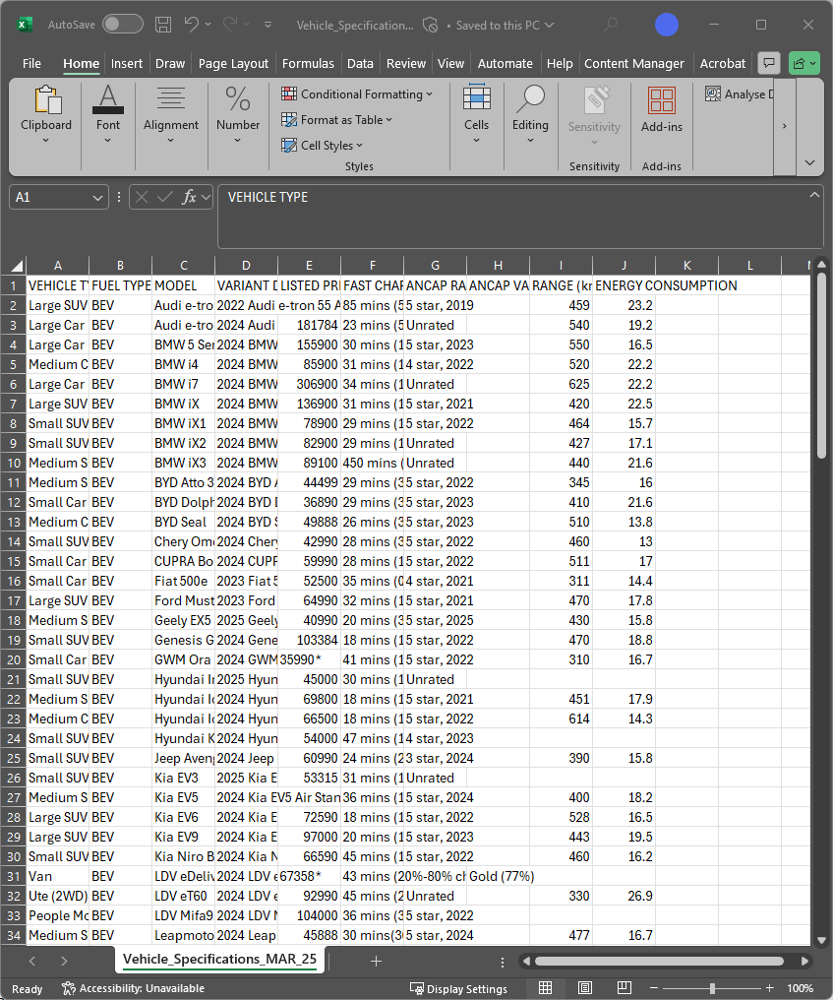 AutoSave Vehicle_Specification... • Saved to this PC
File Home Insert Draw Page Layout Formulas Data Review View Automate Help Content Manager Acrobat
Clipboard Font Alignment Number Conditional Formatting Format as Table Cell Styles Styles Cells Editing Sensitivity Sensitivity Add-ins Add-ins Analyse D
A1 fx VEHICLE TYPE
A B C D E F G H I J K L
1 VEHICLE TY FUEL TYPE MODEL VARIANT D LISTED PRI FAST CHAR ANCAP RA ANCAP VA RANGE (km ENERGY CONSUMPTION
2 Large SUV BEV Audi e-tro 2022 Audi e-tron 55 A 85 mins (5 5 star, 2019 459 23.2
3 Large Car BEV Audi e-tro 2024 Audi 181784 23 mins (5 Unrated 540 19.2
4 Large Car BEV BMW 5 Ser 2024 BMW 155900 30 mins (1 5 star, 2023 550 16.5
5 Medium C BEV BMW i4 2024 BMW 85900 31 mins (1 4 star, 2022 520 22.2
6 Large Car BEV BMW i7 2024 BMW 306900 34 mins (1 Unrated 625 22.2
7 Large SUV BEV BMW iX 2024 BMW 136900 31 mins (1 5 star, 2021 420 22.5
8 Small SUV BEV BMW iX1 2024 BMW 78900 29 mins (1 5 star, 2022 464 15.7
9 Small SUV BEV BMW iX2 2024 BMW 82900 29 mins (1 Unrated 427 17.1
10 Medium S BEV BMW iX3 2024 BMW 89100 450 mins ( Unrated 440 21.6
11 Medium S BEV BYD Atto 3 2024 BYD A 44499 29 mins (3 5 star, 2022 345 16
12 Small Car BEV BYD Dolph 2024 BYD D 36890 29 mins (3 5 star, 2023 410 21.6
13 Medium C BEV BYD Seal 2024 BYD S 49888 26 mins (3 5 star, 2023 510 13.8
14 Small SUV BEV Chery Omo 2024 Chery 42990 28 mins (3 5 star, 2022 460 13
15 Small Car BEV CUPRA Bo 2024 CUPR 59990 28 mins (1 5 star, 2022 511 17
16 Small Car BEV Fiat 500e 2023 Fiat 5 52500 35 mins (0 4 star, 2021 311 14.4
17 Large SUV BEV Ford Must 2023 Ford 64990 32 mins (1 5 star, 2021 470 17.8
18 Medium S BEV Geely EX5 2025 Geely 40990 20 mins (3 5 star, 2025 430 15.8
19 Small SUV BEV Genesis G 2024 Gene 103384 18 mins (1 5 star, 2022 470 18.8
20 Small Car BEV GWM Ora 2024 GWM 35990* 41 mins (1 5 star, 2022 310 16.7
21 Small SUV BEV Hyundai In 2025 Hyun 45000 30 mins (1 Unrated
22 Medium S BEV Hyundai Io 2024 Hyun 69800 18 mins (1 5 star, 2021 451 17.9
23 Medium C BEV Hyundai Io 2024 Hyun 66500 18 mins (1 5 star, 2022 614 14.3
24 Small SUV BEV Hyundai K 2024 Hyun 54000 47 mins (1 4 star, 2023
25 Small SUV BEV Jeep Aveng 2024 Jeep 60990 24 mins (2 3 star, 2024 390 15.8
26 Small SUV BEV Kia EV3 2025 Kia E 53315 31 mins (1 Unrated
27 Medium S BEV Kia EV5 2024 Kia EV5 Air Stan 36 mins (1 5 star, 2024 400 18.2
28 Large SUV BEV Kia EV6 2024 Kia E 72590 18 mins (1 5 star, 2022 528 16.5
29 Large SUV BEV Kia EV9 2024 Kia E 97000 20 mins (1 5 star, 2023 443 19.5
30 Small SUV BEV Kia Niro B 2024 Kia N 66590 45 mins (1 5 star, 2022 460 16.2
31 Van BEV LDV eDeliv 2024 LDV e 67358* 43 mins (20%-80% ch Gold (77%)
32 Ute (2WD) BEV LDV eT60 2024 LDV e 92990 45 mins (2 Unrated 330 26.9
33 People Mo BEV LDV Mifa9 2024 LDV M 104000 36 mins (3 5 star, 2022
34 Medium S BEV Leapmoto 2024 Leap 45888 30 mins(30 5 star, 2024 477 16.7
Vehicle_Specifications_MAR_25
Ready Accessibility: Unavailable Display Settings 100%